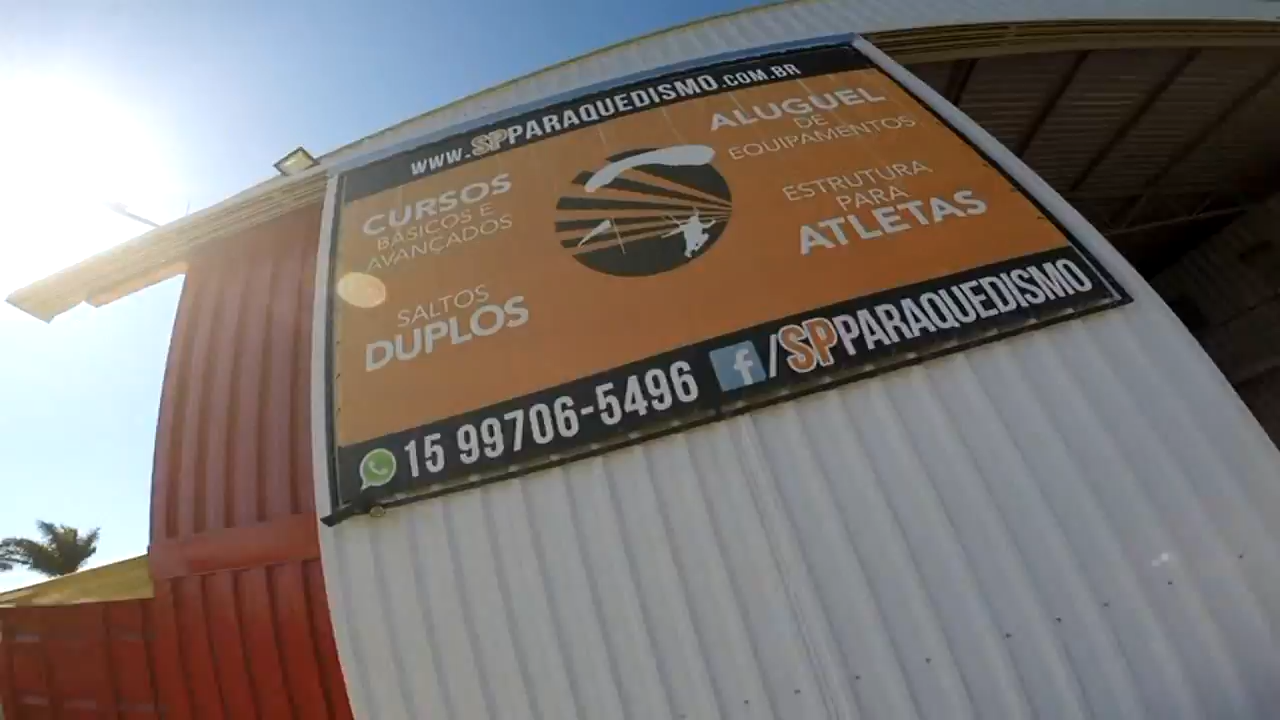 WWW.SPPARAQUEDISMO.COM.BR
CURSOS
BÁSICOS E
AVANÇADOS
SALTOS
DUPLOS
ALUGUEL
DE
EQUIPAMENTOS
ESTRUTURA
PARA
ATLETAS
15 99706-5496 f/SPPARAQUEDISMO